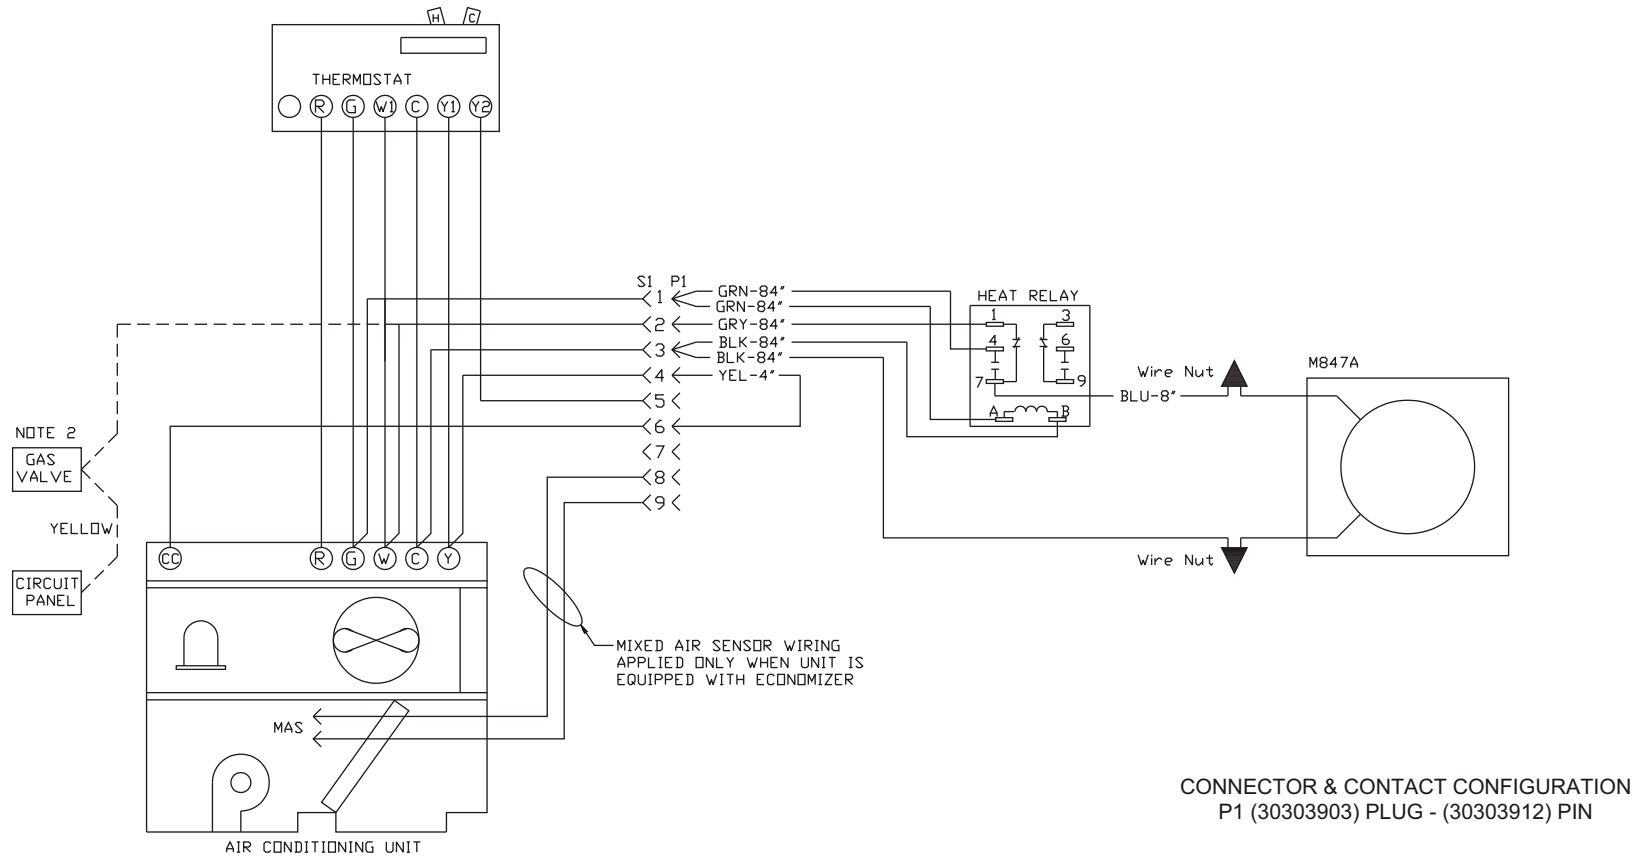 H C
THERMOSTAT
R G W1 C Y1 Y2
S1 P1
1 GRN-84"
GRN-84"
2 GRY-84"
3 BLK-84"
BLK-84"
4 YEL-4"
5
6
7
8
9
HEAT RELAY
1 3
4 6
7 9
A B
BLU-8"
Wire Nut
Wire Nut
M847A
NOTE 2
GAS
VALVE
YELLOW
CIRCUIT
PANEL
CC R G W C Y
MIXED AIR SENSOR WIRING
APPLIED ONLY WHEN UNIT IS
EQUIPPED WITH ECONOMIZER
MAS
AIR CONDITIONING UNIT
CONNECTOR & CONTACT CONFIGURATION
P1 (30303903) PLUG - (30303912) PIN